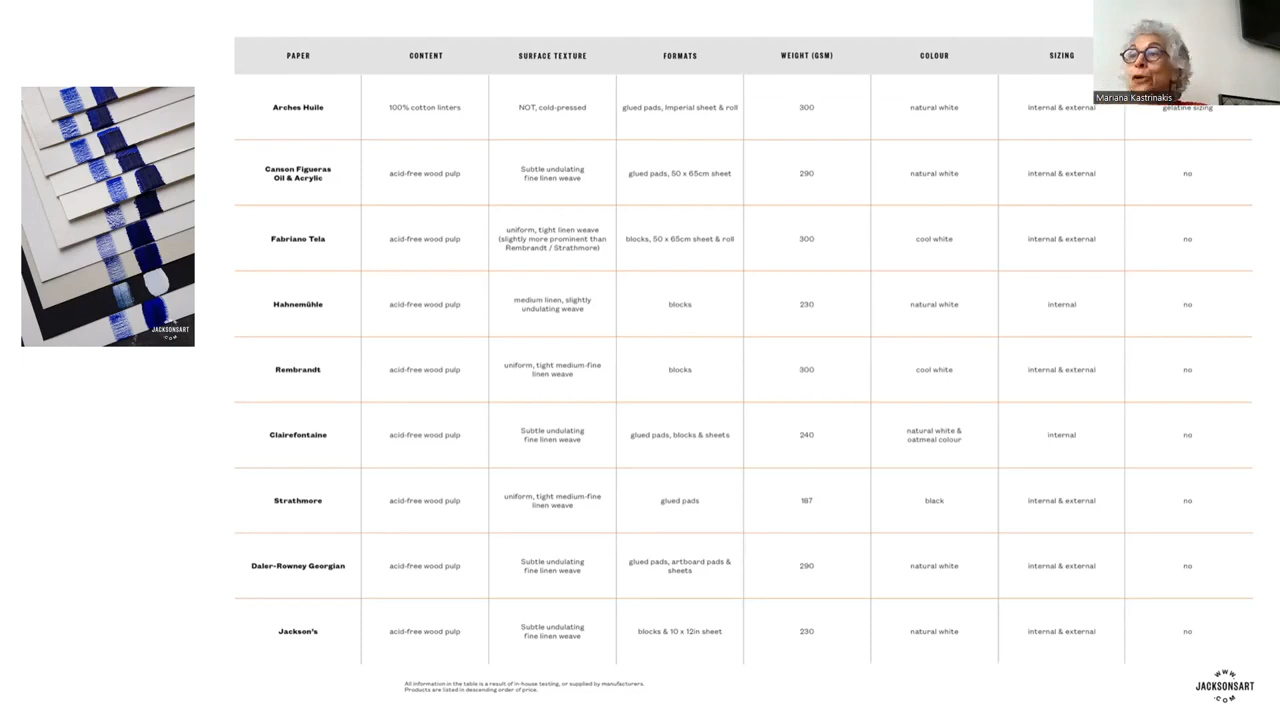 PAPER
CONTENT
SURFACE TEXTURE
FORMATS
WEIGHT (GSM)
COLOUR
SIZING
Mariana Kastrinakis
Arches Huile
100% cotton linters
NOT, cold-pressed
glued pads, Imperial sheet & roll
300
natural white
internal & external
gelatine sizing
Canson Figueras
Oil & Acrylic
acid-free wood pulp
Subtle undulating
fine linen weave
glued pads, 50 x 65cm sheet
290
natural white
internal & external
no
Fabriano Tela
acid-free wood pulp
uniform, tight linen weave
(slightly more prominent than
Rembrandt / Strathmore)
blocks, 50 x 65cm sheet & roll
300
cool white
internal & external
no
Hahnemühle
acid-free wood pulp
medium linen, slightly
undulating weave
blocks
230
natural white
internal
no
Rembrandt
acid-free wood pulp
uniform, tight medium-fine
linen weave
blocks
300
cool white
internal & external
no
Clairefontaine
acid-free wood pulp
Subtle undulating
fine linen weave
glued pads, blocks & sheets
240
natural white &
oatmeal colour
internal
no
Strathmore
acid-free wood pulp
uniform, tight medium-fine
linen weave
glued pads
187
black
internal & external
no
Daler-Rowney Georgian
acid-free wood pulp
Subtle undulating
fine linen weave
glued pads, artboard pads &
sheets
290
natural white
internal & external
no
Jackson's
acid-free wood pulp
Subtle undulating
fine linen weave
blocks & 10 x 12in sheet
230
natural white
internal & external
no
All information in the table is a result of in-house testing, or supplied by manufacturers.
Products are listed in descending order of price.
JACKSONSART
.COM
WWW.
JACKSONSART
.COM